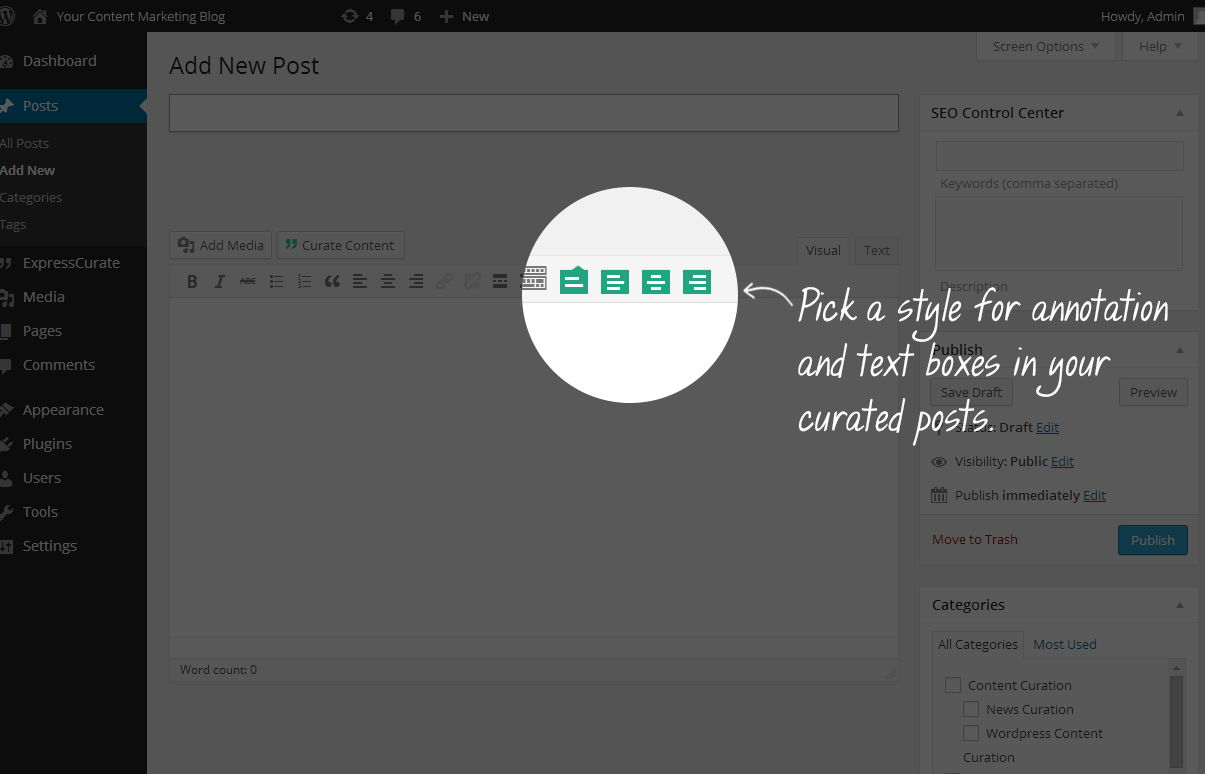 Your Content Marketing Blog
4
6
New
Howdy, Admin
Dashboard
Posts
All Posts
Add New
Categories
Tags
ExpressCurate
Media
Pages
Comments
Appearance
Plugins
Users
Tools
Settings
Screen Options
Help
Add New Post
Add Media
Curate Content
Visual
Text
B I ABC
Pick a style for annotation
and text boxes in your
curated posts.
Word count: 0
SEO Control Center
Keywords (comma separated)
Description
Publish
Save Draft
Preview
Status: Draft Edit
Visibility: Public Edit
Publish immediately Edit
Move to Trash
Publish
Categories
All Categories
Most Used
Content Curation
News Curation
Wordpress Content
Curation